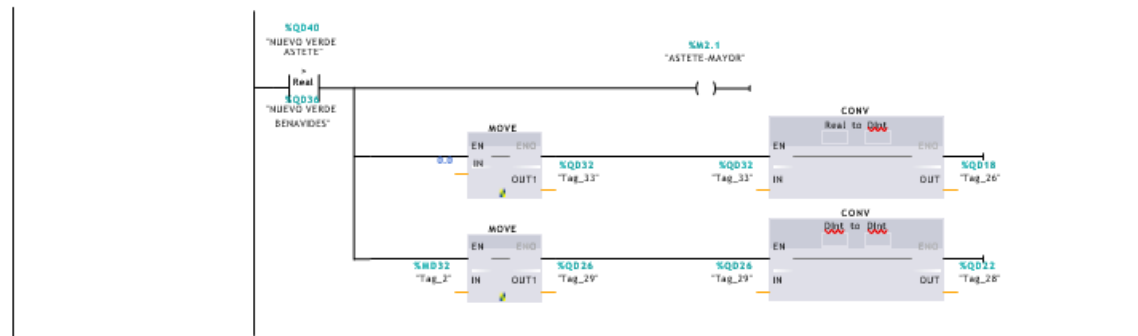 %QD40
"NUEVO VERDE
ASTETE"
>
Real
%QD36
"NUEVO VERDE
BENAVIDES"
%M2.1
"ASTETE-MAYOR"
( )
MOVE
EN ENO
0.0 IN
OUT1
%QD32
"Tag_33"
CONV
Real to DInt
EN ENO
%QD32
"Tag_33" IN
OUT
%QD18
"Tag_26"
MOVE
EN ENO
%MD32
"Tag_2" IN
OUT1
%QD26
"Tag_29"
CONV
DInt to DInt
EN ENO
%QD26
"Tag_29" IN
OUT
%QD22
"Tag_28"